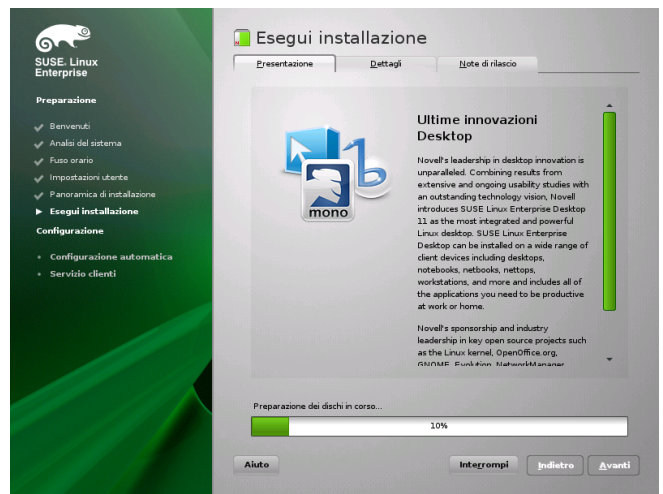 SUSE. Linux
Enterprise
Preparazione
Benvenuti
Analisi del sistema
Fuso orario
Impostazioni utente
Panoramica di installazione
Esegui installazione
Configurazione
Configurazione automatica
Servizio clienti
Esegui installazione
Presentazione
Dettagli
Note di rilascio
mono
Ultime innovazioni
Desktop
Novell's leadership in desktop innovation is
unparalleled. Combining results from
extensive and ongoing usability studies with
an outstanding technology vision, Novell
introduces SUSE Linux Enterprise Desktop
11 as the most integrated and powerful
Linux desktop. SUSE Linux Enterprise
Desktop can be installed on a wide range of
client devices including desktops,
notebooks, netbooks, nettops,
workstations, and more and includes all of
the applications you need to be productive
at work or home.
Novell's sponsorship and industry
leadership in key open source projects such
as the Linux kernel, OpenOffice.org,
GNOME, Evolution, NetworkManager,
Preparazione dei dischi in corso...
10%
Aiuto
Interrompi
Indietro
Avanti